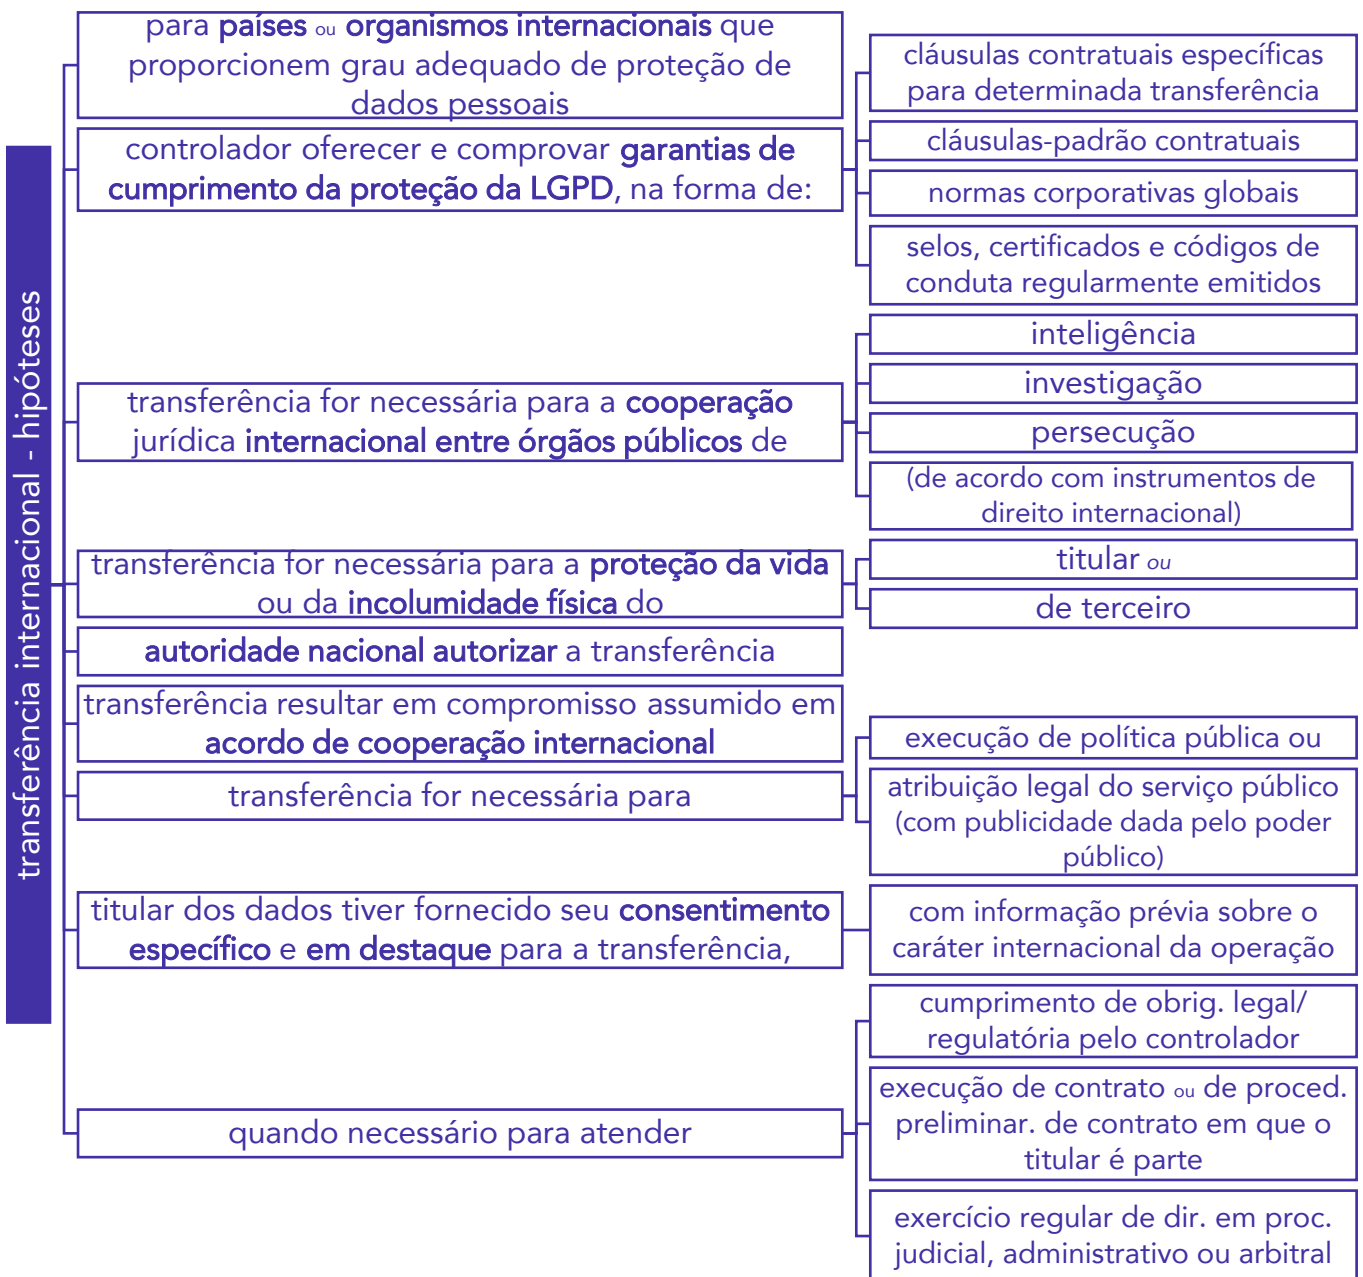 transferência internacional - hipóteses
para países ou organismos internacionais que
proporcionem grau adequado de proteção de
dados pessoais
controlador oferecer e comprovar garantias de
cumprimento da proteção da LGPD, na forma de:
cláusulas contratuais específicas
para determinada transferência
cláusulas-padrão contratuais
normas corporativas globais
selos, certificados e códigos de
conduta regularmente emitidos
transferência for necessária para a cooperação
jurídica internacional entre órgãos públicos de
inteligência
investigação
persecução
(de acordo com instrumentos de
direito internacional)
transferência for necessária para a proteção da vida
ou da incolumidade física do
titular ou
de terceiro
autoridade nacional autorizar a transferência
transferência resultar em compromisso assumido em
acordo de cooperação internacional
transferência for necessária para
execução de política pública ou
atribuição legal do serviço público
(com publicidade dada pelo poder
público)
titular dos dados tiver fornecido seu consentimento
específico e em destaque para a transferência,
com informação prévia sobre o
caráter internacional da operação
quando necessário para atender
cumprimento de obrig. legal/
regulatória pelo controlador
execução de contrato ou de proced.
preliminar. de contrato em que o
titular é parte
exercício regular de dir. em proc.
judicial, administrativo ou arbitral